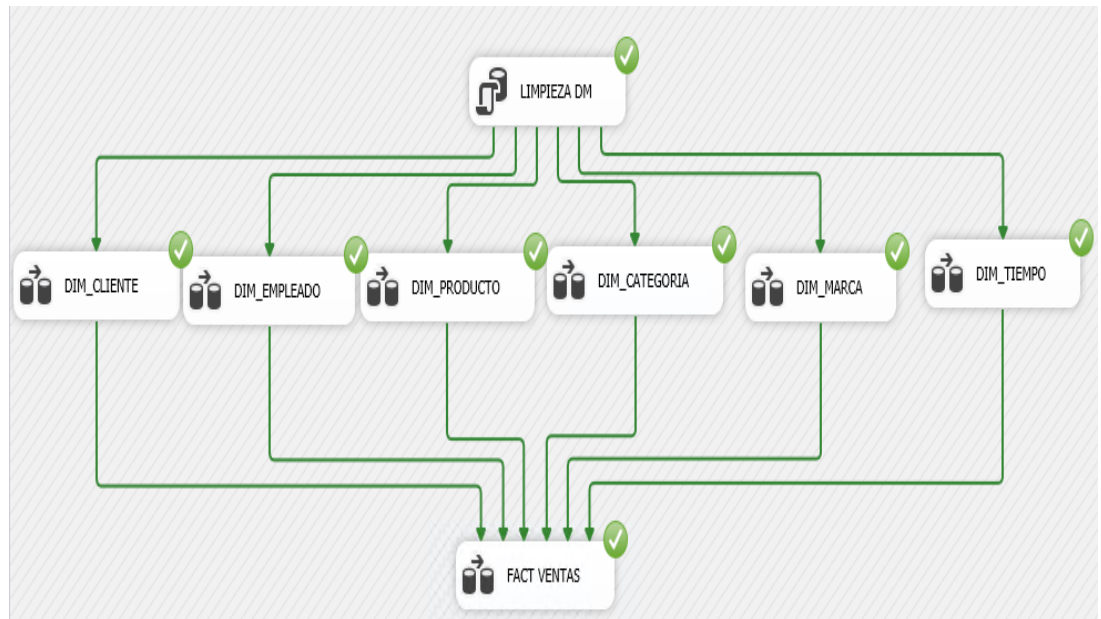 LIMPIEZA DM
DIM_CLIENTE
DIM_EMPLEADO
DIM_PRODUCTO
DIM_CATEGORIA
DIM_MARCA
DIM_TIEMPO
FACT VENTAS